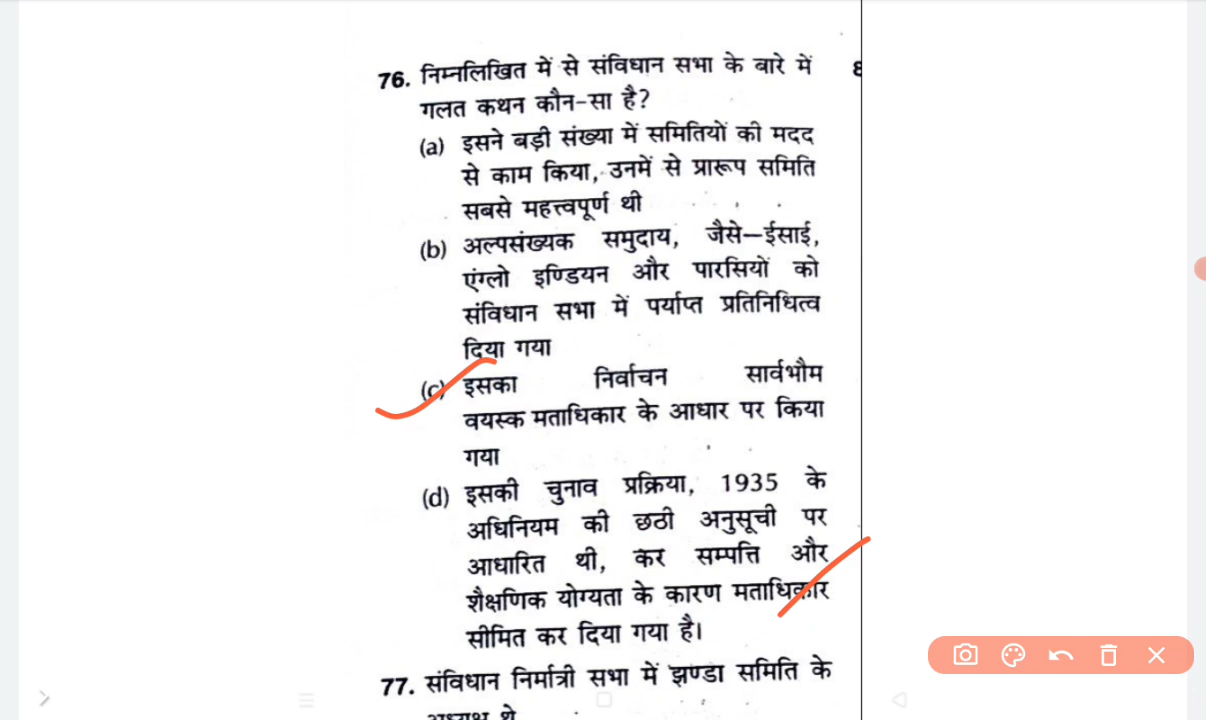 76. निम्नलिखित में से संविधान सभा के बारे में
गलत कथन कौन-सा है?
(a) इसने बड़ी संख्या में समितियों की मदद
से काम किया, उनमें से प्रारूप समिति
सबसे महत्त्वपूर्ण थी
(b) अल्पसंख्यक समुदाय, जैसे—ईसाई,
एंग्लो इण्डियन और पारसियों को
संविधान सभा में पर्याप्त प्रतिनिधित्व
दिया गया
(c) इसका निर्वाचन सार्वभौम
वयस्क मताधिकार के आधार पर किया
गया
(d) इसकी चुनाव प्रक्रिया, 1935 के
अधिनियम की छठी अनुसूची पर
आधारित थी, कर सम्पत्ति और
शैक्षणिक योग्यता के कारण मताधिकार
सीमित कर दिया गया है।
77. संविधान निर्मात्री सभा में झण्डा समिति के
अध्यक्ष थे